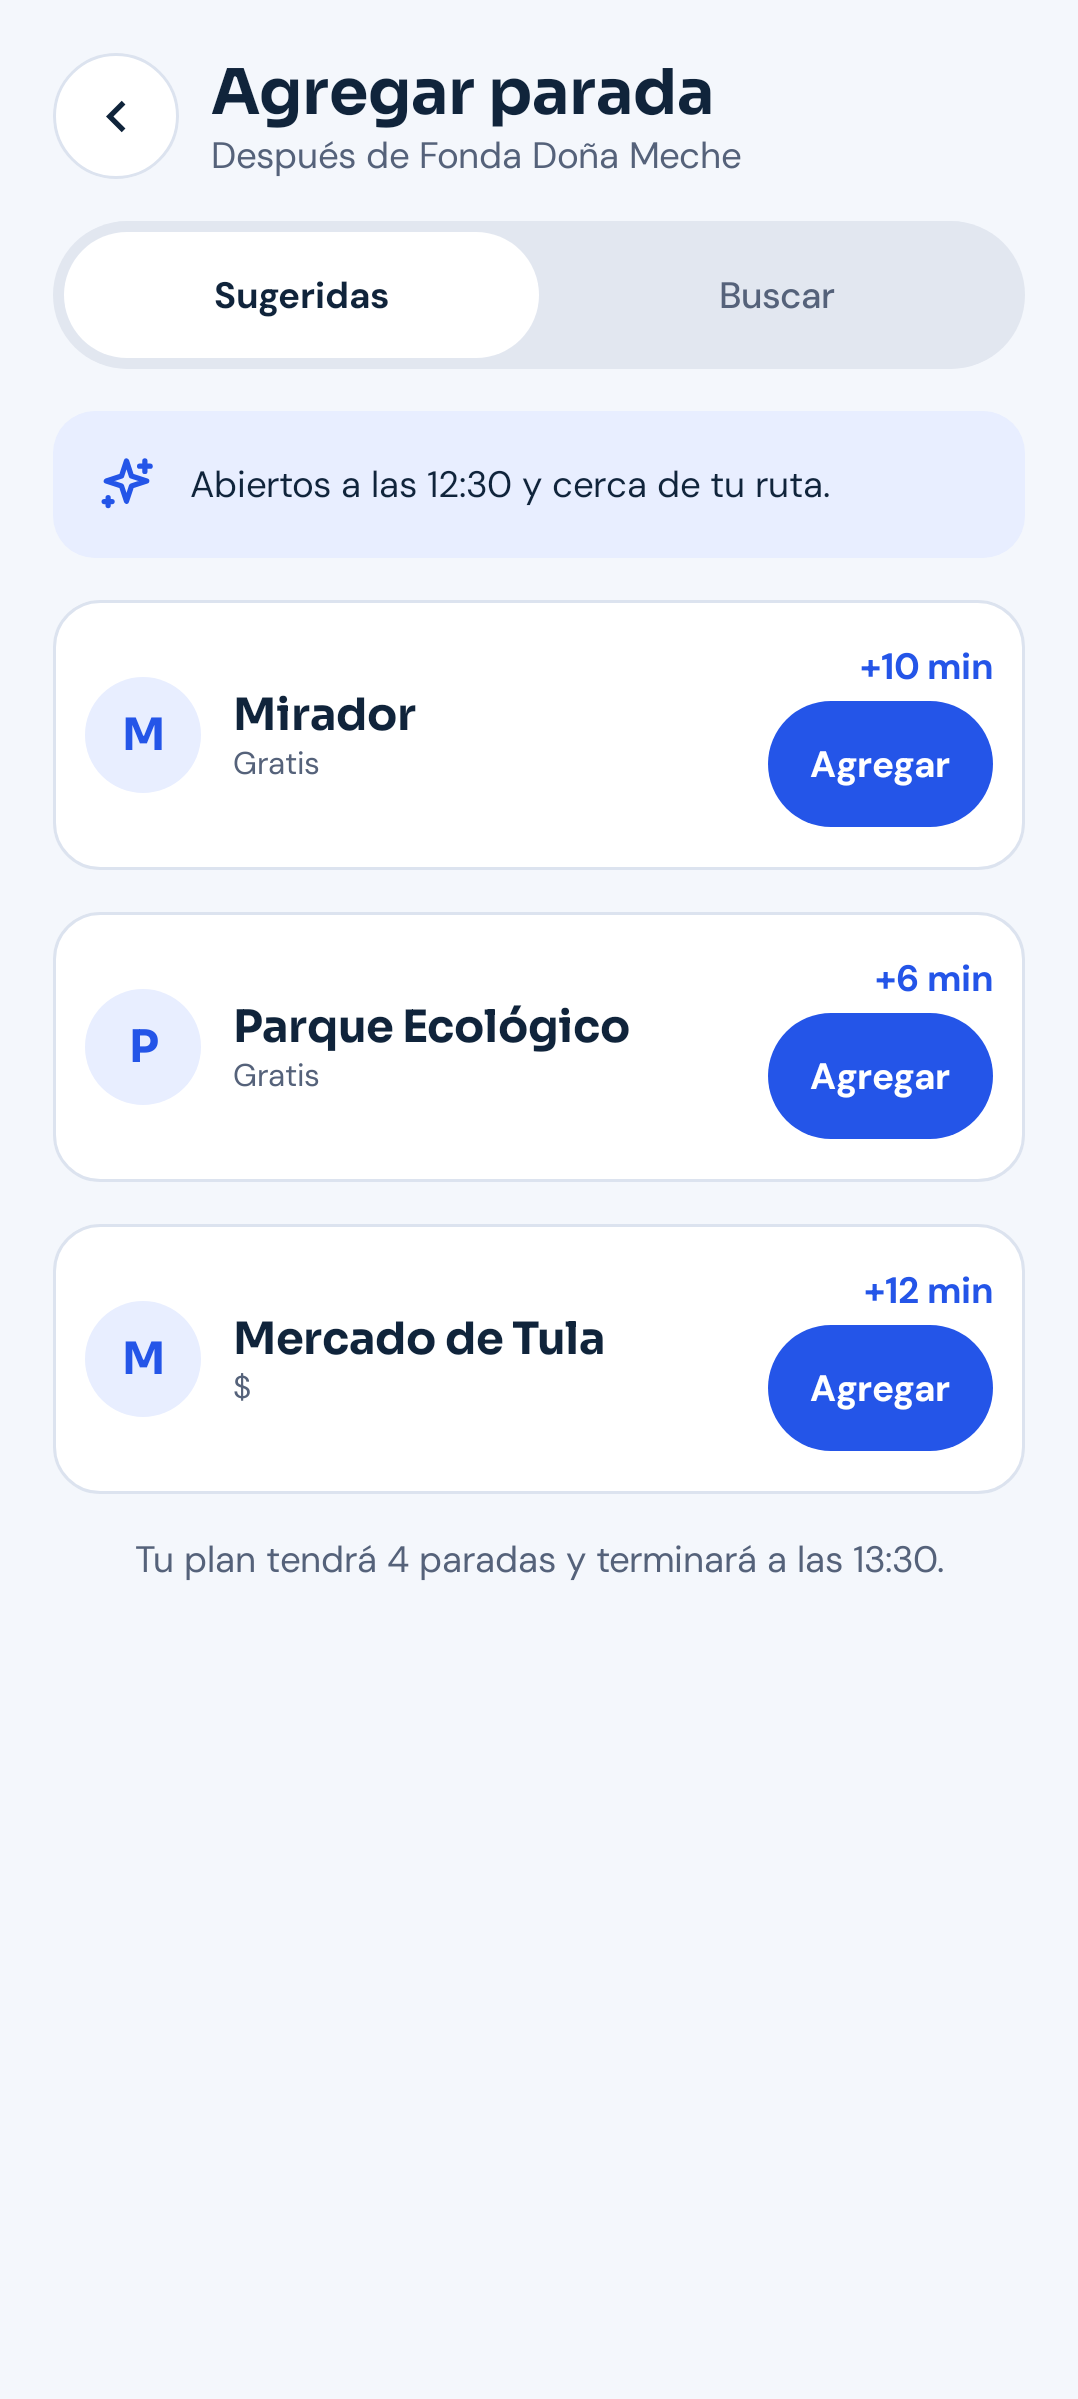 Agregar parada
Después de Fonda Doña Meche
Sugeridas
Buscar
Abiertos a las 12:30 y cerca de tu ruta.
M
Mirador
Gratis
+10 min
Agregar
P
Parque Ecológico
Gratis
+6 min
Agregar
M
Mercado de Tula
$
+12 min
Agregar
Tu plan tendrá 4 paradas y terminará a las 13:30.